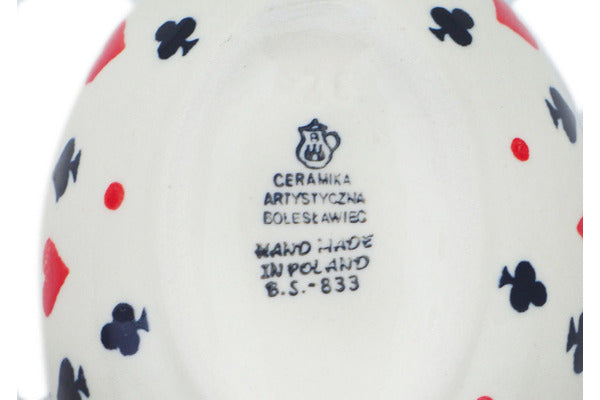 CERAMIKA
ARTYSTYCZNA
BOLESŁAWIEC
HAND MADE
IN POLAND
B.S.-833